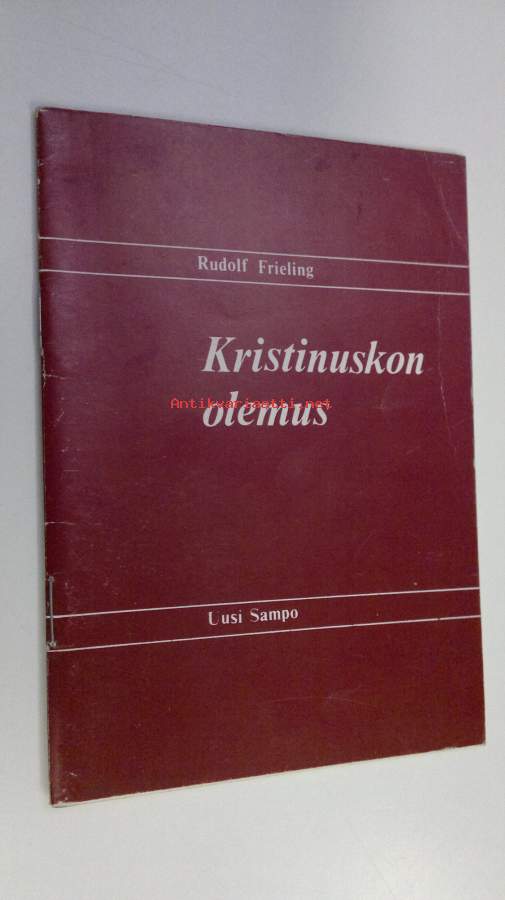 Rudolf Frieling
Kristinuskon
Antikvariaatti.net
olemus
Uusi Sampo